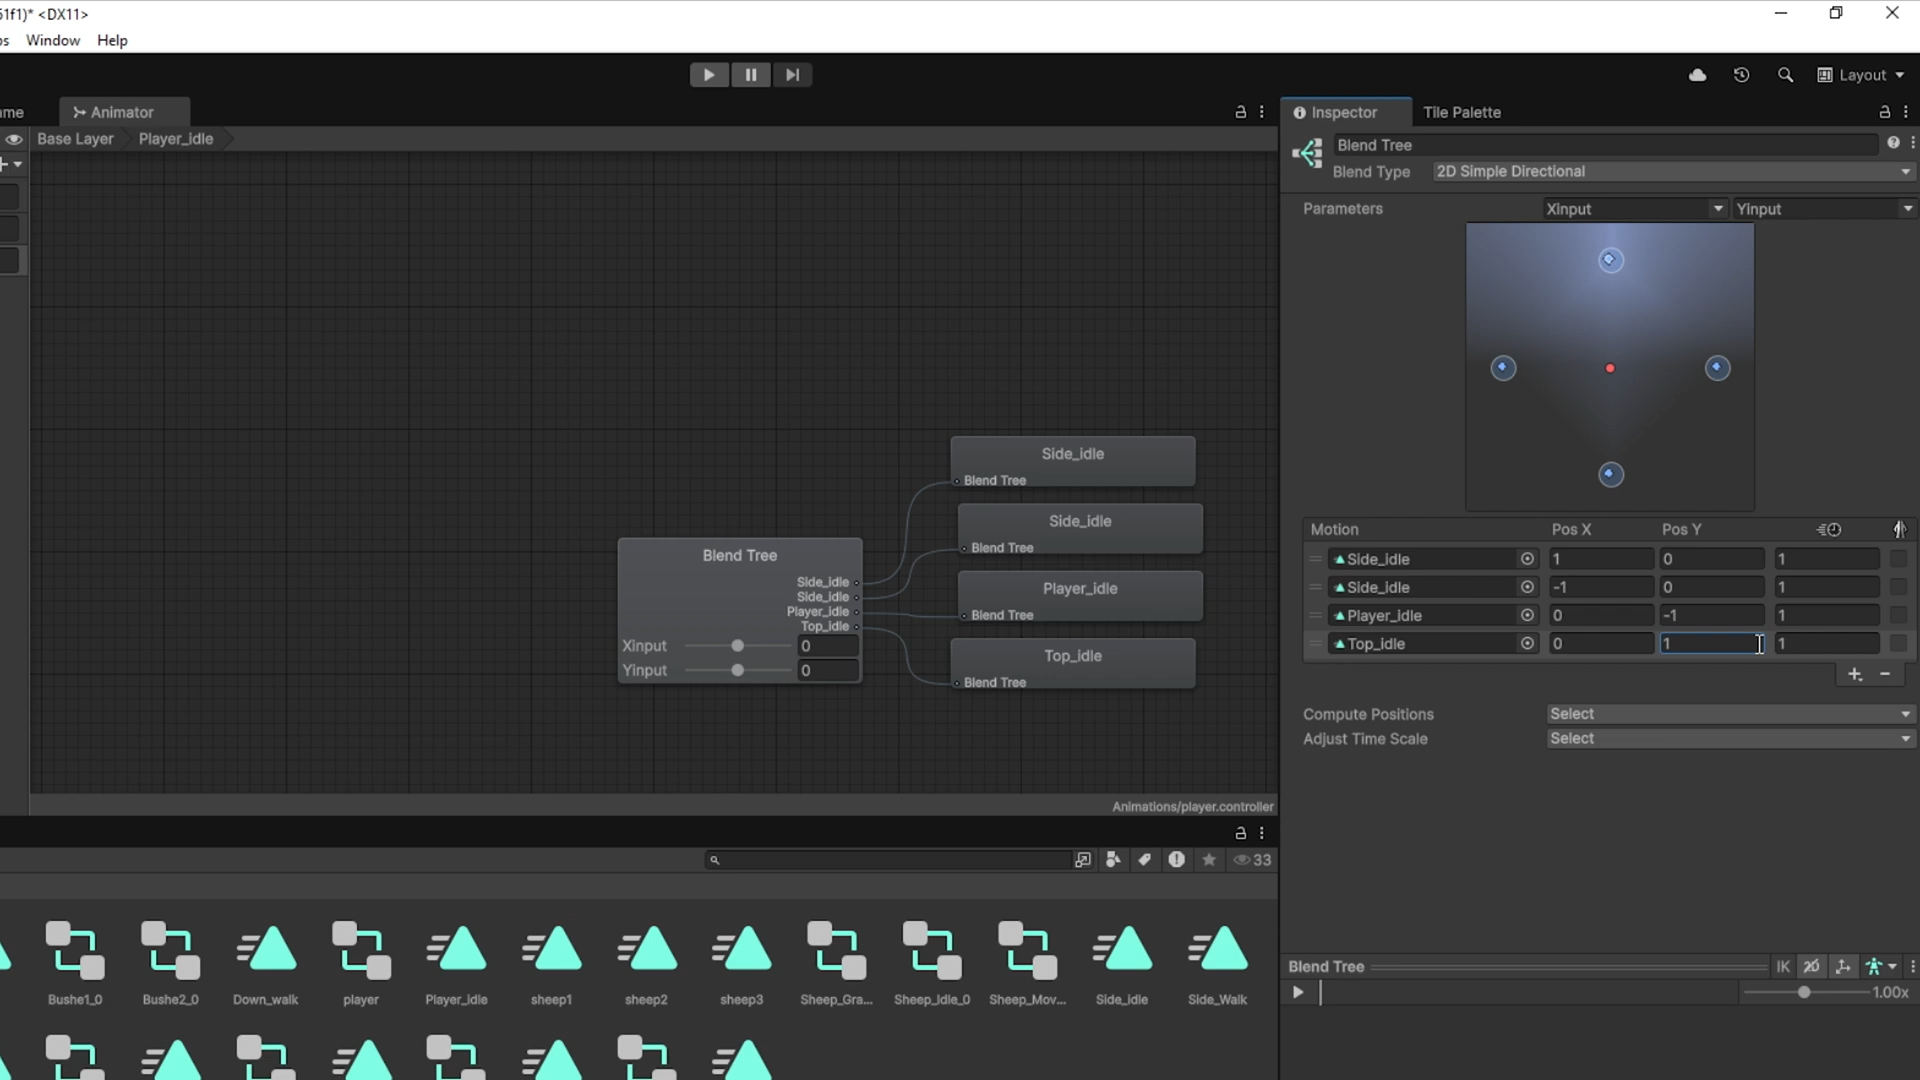 51f1)* <DX11>
Window Help
Layout
Animator
Inspector Tile Palette
Base Layer Player_idle
Blend Tree
Blend Type 2D Simple Directional
Parameters Xinput Yinput
Side_idle
Blend Tree
Side_idle
Blend Tree
Player_idle
Blend Tree
Top_idle
Blend Tree
Blend Tree
Side_idle
Side_idle
Player_idle
Top_idle
Xinput 0
Yinput 0
Motion Pos X Pos Y
Side_idle 1 0 1
Side_idle -1 0 1
Player_idle 0 -1 1
Top_idle 0 1 1
Compute Positions Select
Adjust Time Scale Select
Animations/player.controller
33
Bushe1_0 Bushe2_0 Down_walk player Player_idle sheep1 sheep2 sheep3 Sheep_Gra... Sheep_Idle_0 Sheep_Mov... Side_idle Side_Walk
Blend Tree IK 2D
1.00x